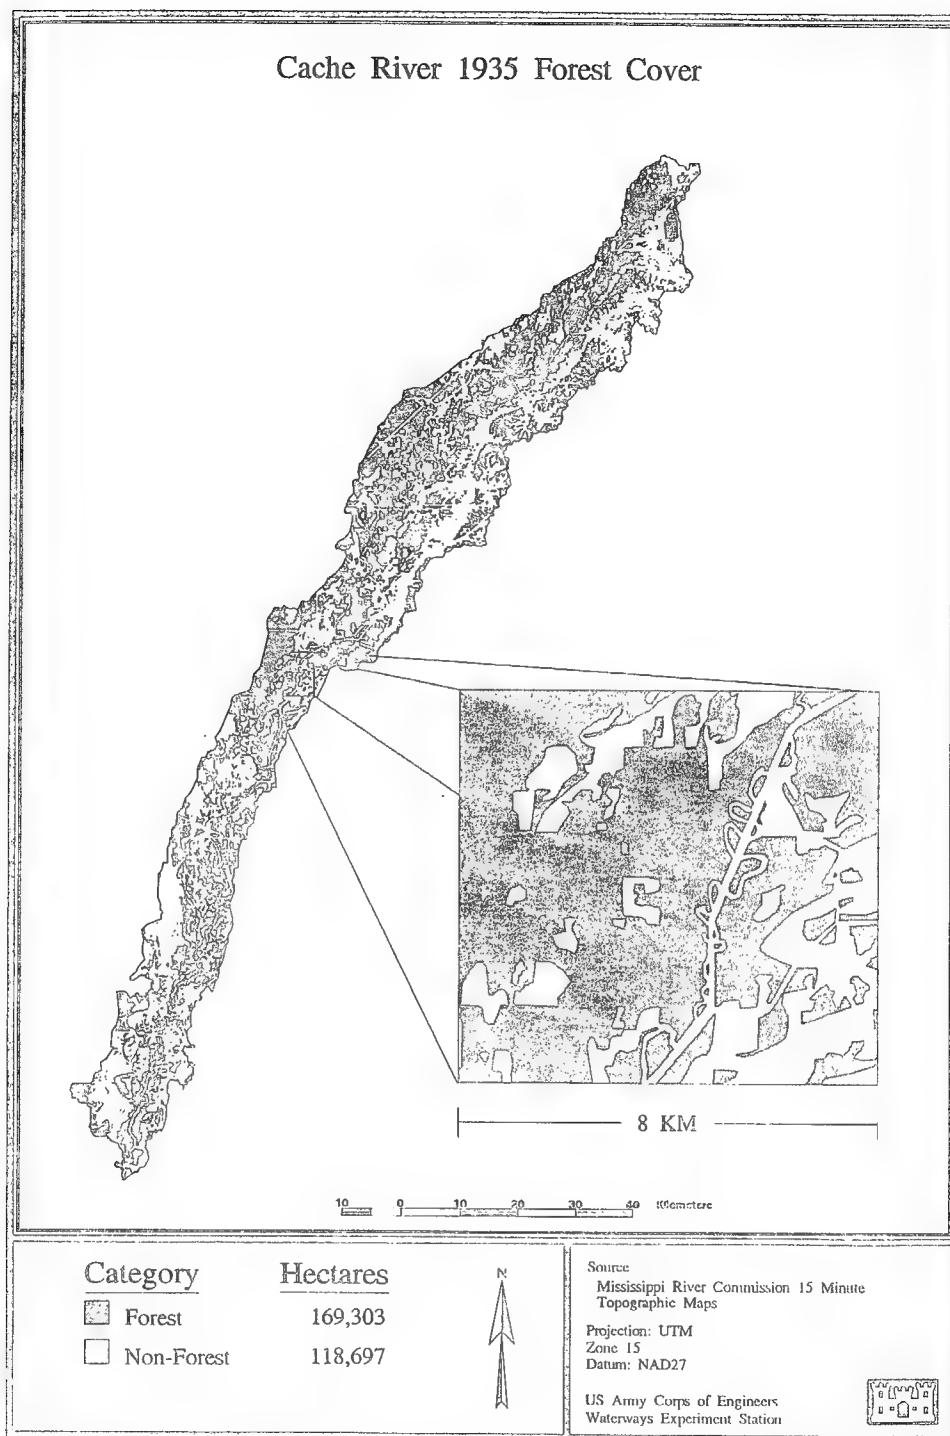 Cache River 1935 Forest Cover
8 KM
10 0 10 20 30 40 Kilometers
Category Hectares
Forest 169,303
Non-Forest 118,697
N
Source
Mississippi River Commission 15 Minute
Topographic Maps
Projection: UTM
Zone 15
Datum: NAD27
US Army Corps of Engineers
Waterways Experiment Station